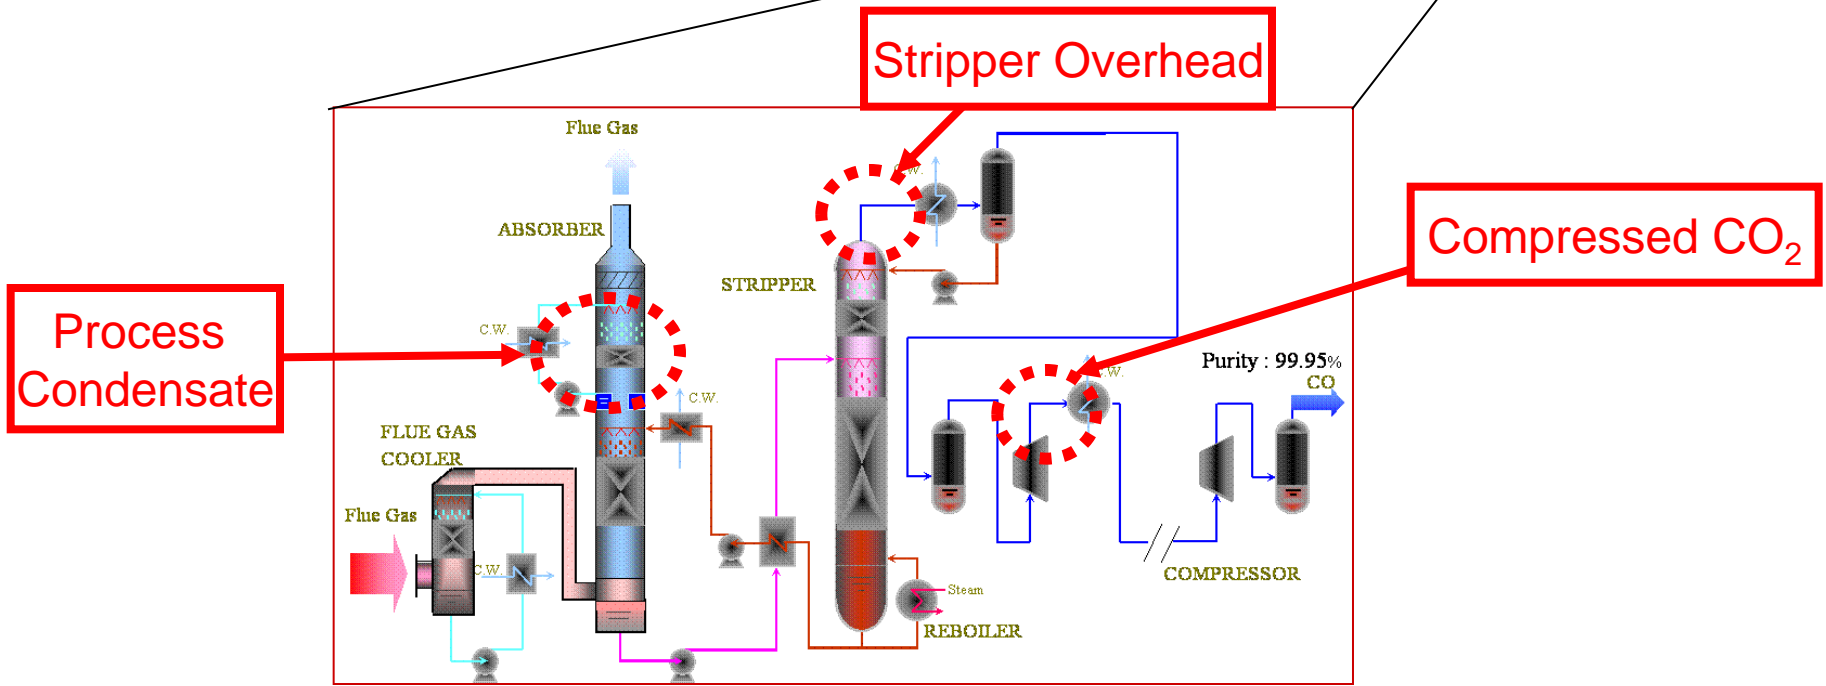 Stripper Overhead
Flue Gas
C.W.
ABSORBER
Compressed CO₂
STRIPPER
Process
Condensate
C.W.
Purity : 99.95%
CO
C.W.
C.W.
FLUE GAS
COOLER
Flue Gas
C.W.
COMPRESSOR
Steam
REBOILER